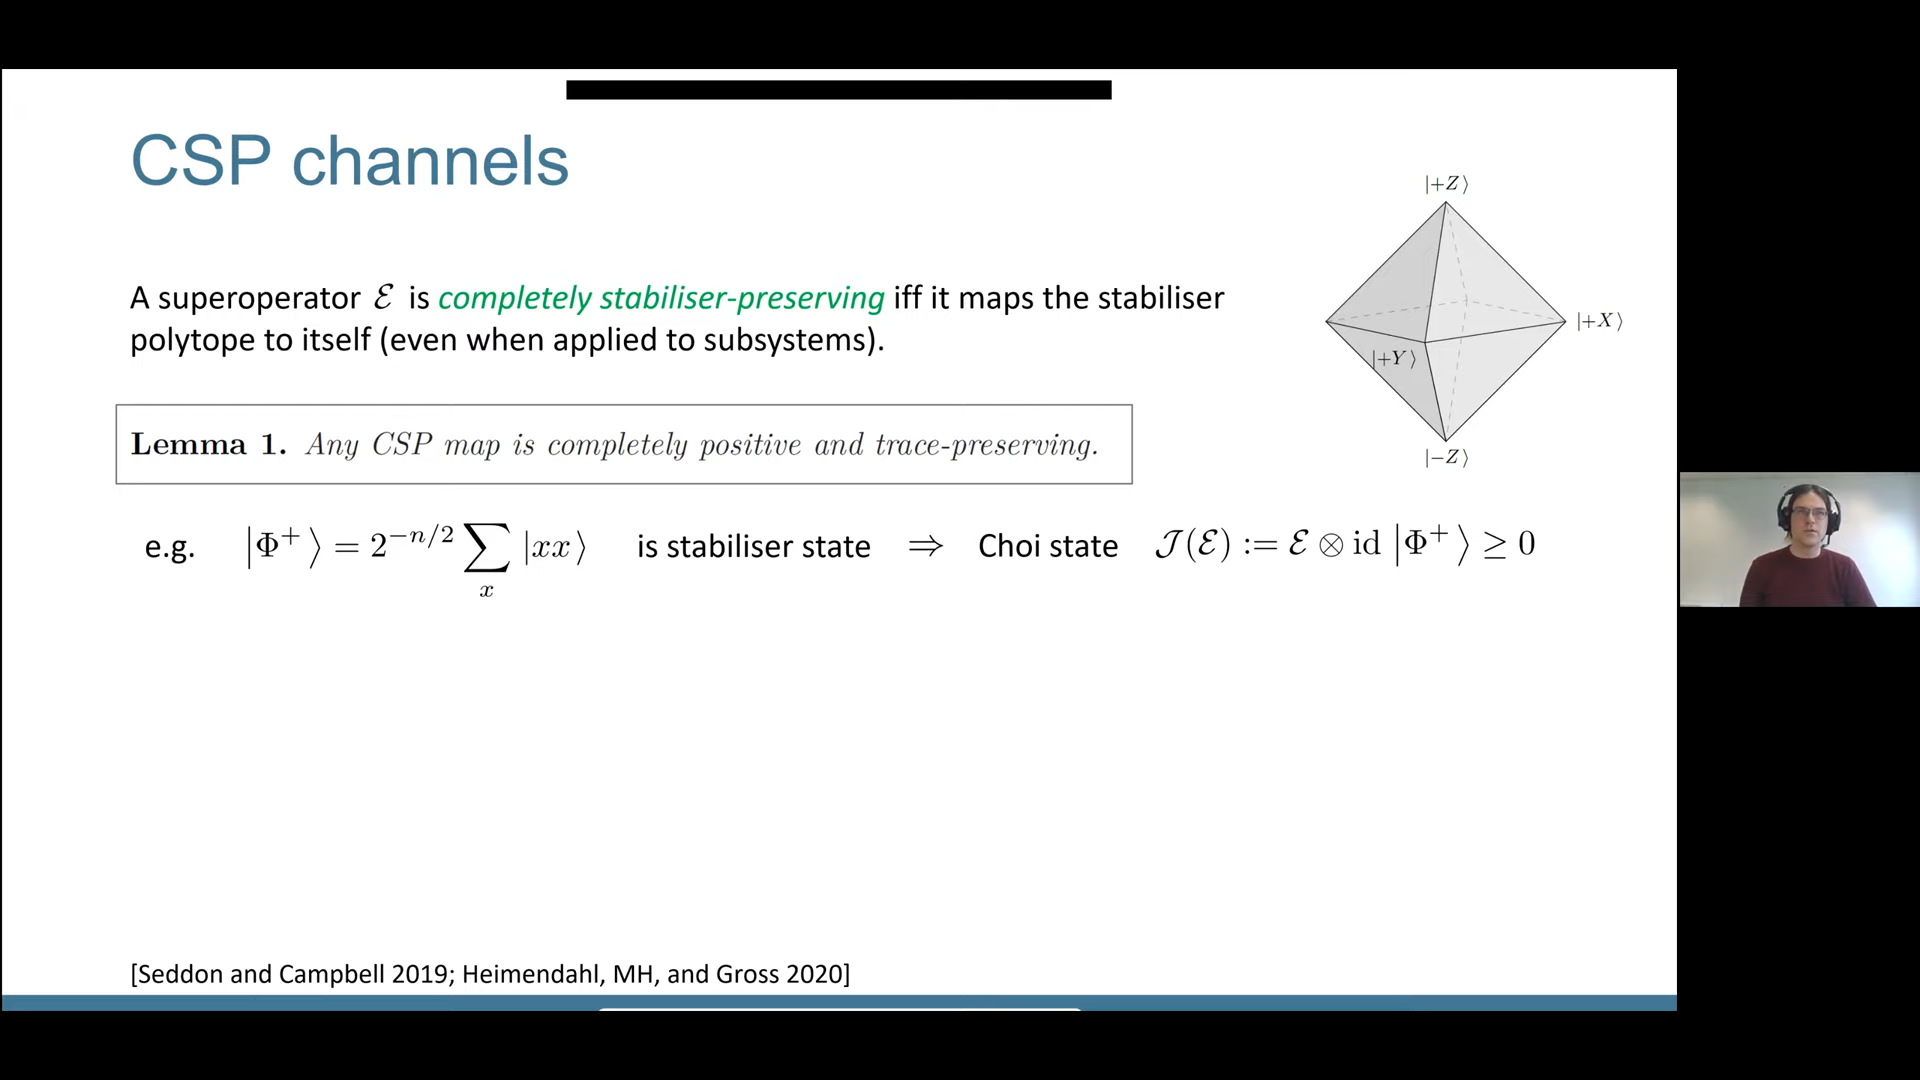 CSP channels
|+Z⟩
A superoperator ℰ is completely stabiliser-preserving iff it maps the stabiliser
polytope to itself (even when applied to subsystems).
|+X⟩
|+Y⟩
Lemma 1. Any CSP map is completely positive and trace-preserving.
|−Z⟩
e.g. |Φ⁺⟩ = 2^{−n/2} ∑_x |xx⟩ is stabiliser state ⇒ Choi state 𝒥(ℰ) := ℰ ⊗ id |Φ⁺⟩ ≥ 0
[Seddon and Campbell 2019; Heimendahl, MH, and Gross 2020]